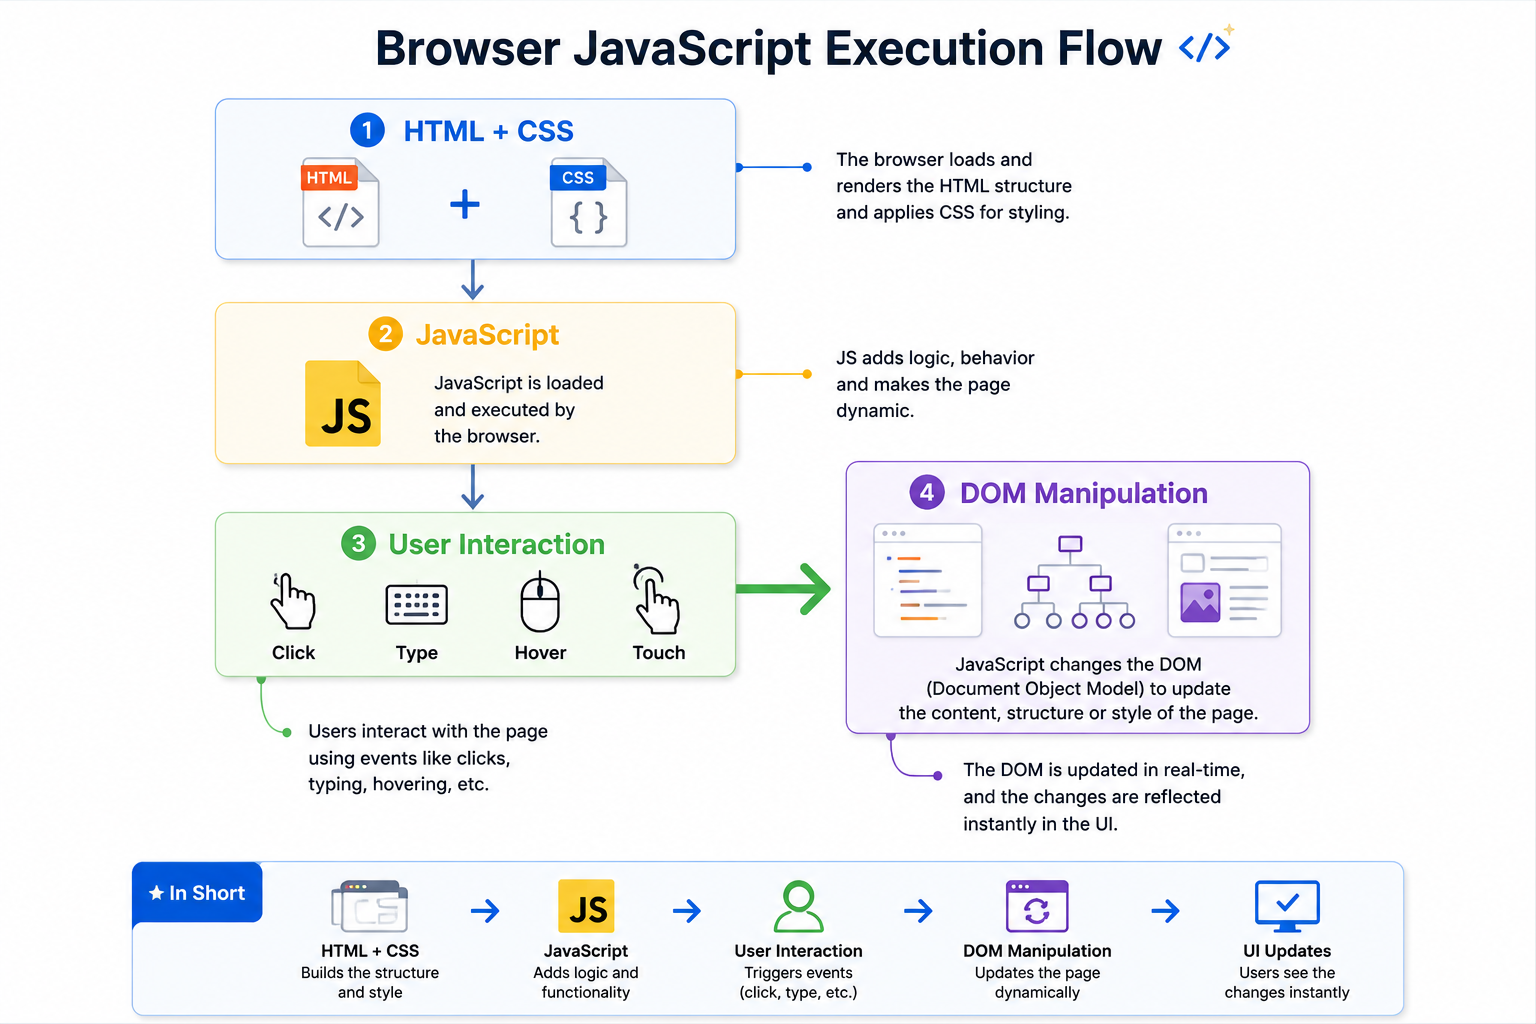 Browser JavaScript Execution Flow </>
1 HTML + CSS
HTML
</>
+
CSS
{ }
The browser loads and
renders the HTML structure
and applies CSS for styling.
2 JavaScript
JS
JavaScript is loaded
and executed by
the browser.
JS adds logic, behavior
and makes the page
dynamic.
3 User Interaction
Click
Type
Hover
Touch
Users interact with the page
using events like clicks,
typing, hovering, etc.
4 DOM Manipulation
JavaScript changes the DOM
(Document Object Model) to update
the content, structure or style of the page.
The DOM is updated in real-time,
and the changes are reflected
instantly in the UI.
In Short
CS
HTML + CSS
Builds the structure
and style
JS
JavaScript
Adds logic and
functionality
User Interaction
Triggers events
(click, type, etc.)
DOM Manipulation
Updates the page
dynamically
UI Updates
Users see the
changes instantly